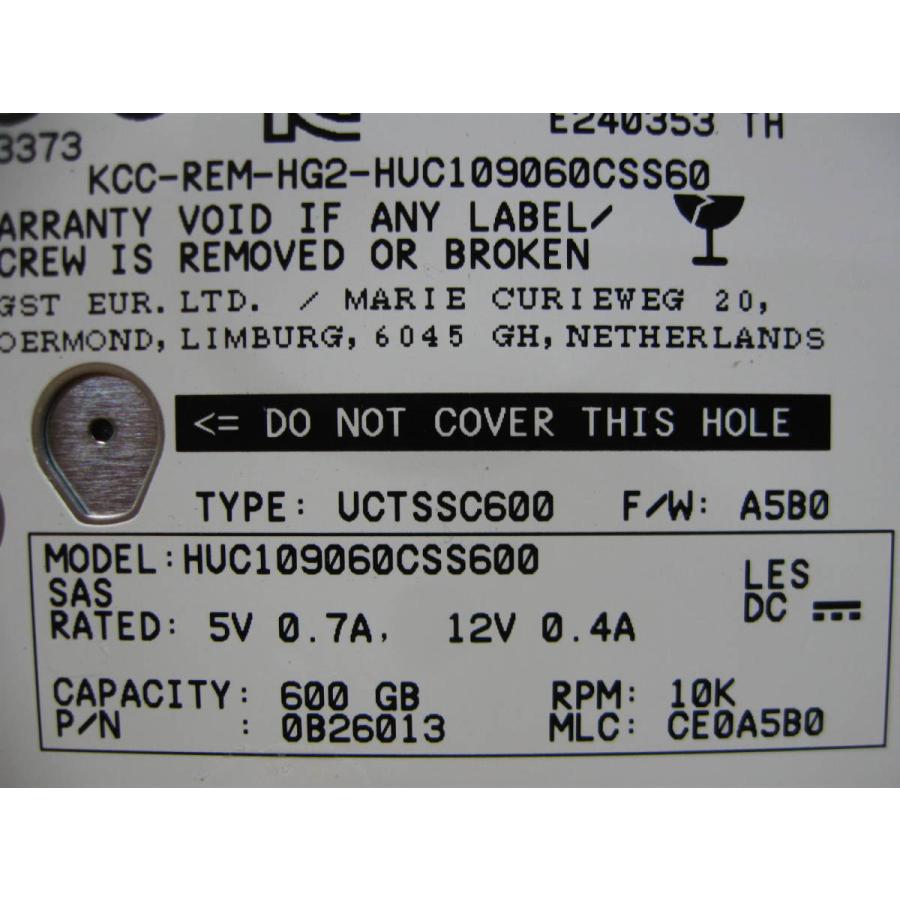 3373
E240353 TH
KCC-REM-HG2-HUC109060CSS60
ARRANTY VOID IF ANY LABEL/
CREW IS REMOVED OR BROKEN
GST EUR.LTD. / MARIE CURIEWEG 20,
OERMOND, LIMBURG, 6045 GH, NETHERLANDS
<= DO NOT COVER THIS HOLE
TYPE: UCTSSC600 F/W: A5B0
MODEL:HUC109060CSS600
SAS
LES
DC
RATED: 5V 0.7A, 12V 0.4A
CAPACITY: 600 GB RPM: 10K
P/N : 0B26013 MLC: CE0A5B0